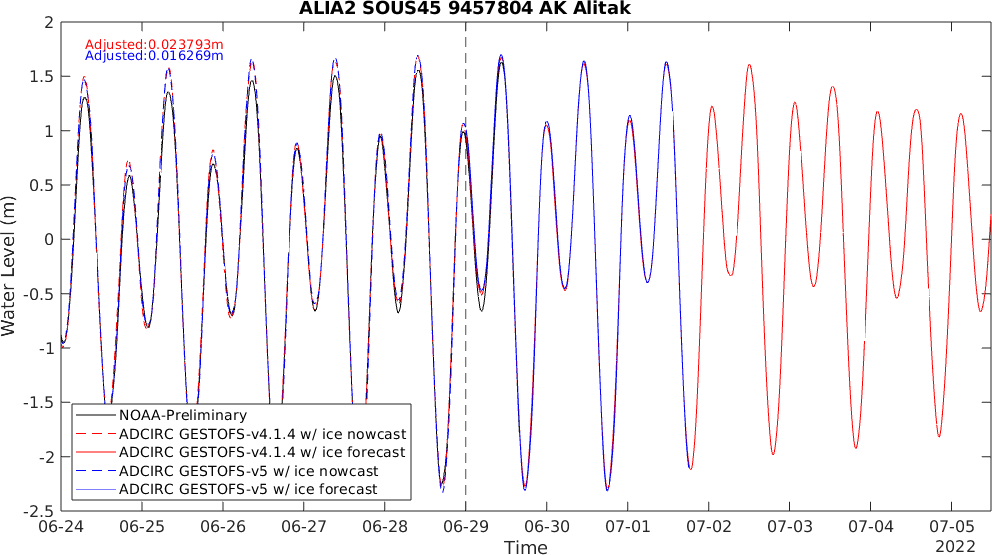 ALIA2 SOUS45 9457804 AK Alitak
Adjusted:0.023793m
Adjusted:0.016269m
Water Level (m)
2
1.5
1
0.5
0
-0.5
-1
-1.5
-2
-2.5
NOAA-Preliminary
ADCIRC GESTOFS-v4.1.4 w/ ice nowcast
ADCIRC GESTOFS-v4.1.4 w/ ice forecast
ADCIRC GESTOFS-v5 w/ ice nowcast
ADCIRC GESTOFS-v5 w/ ice forecast
06-24 06-25 06-26 06-27 06-28 06-29 06-30 07-01 07-02 07-03 07-04 07-05
Time
2022